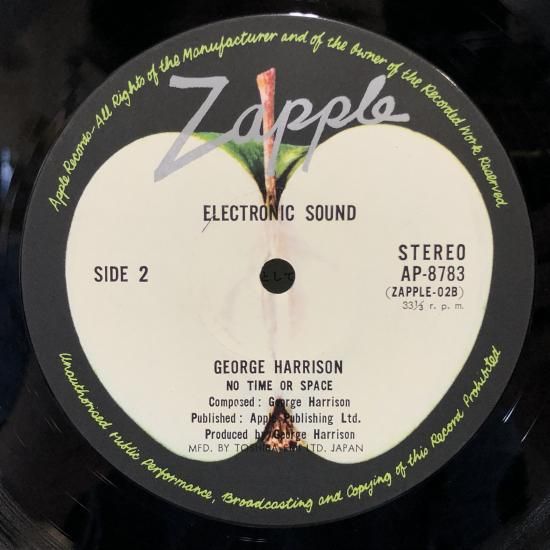 Apple Records-All Rights of the Manufacturer and of the Owner of the Recorded Work Reserved
Zapple
ELECTRONIC SOUND
SIDE 2
STEREO
AP-8783
(ZAPPLE-02B)
33⅓ r. p. m.
GEORGE HARRISON
NO TIME OR SPACE
Composed: George Harrison
Published: Apple Publishing Ltd.
Produced by George Harrison
MFD. BY TOSHIBA EMI LTD. JAPAN
Unauthorised Public Performance, Broadcasting and Copying of this Record Prohibited